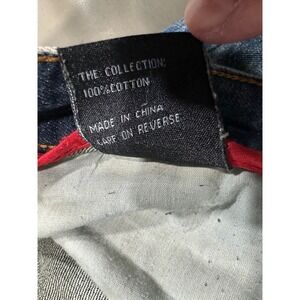 THE COLLECTION:
100%COTTON
MADE IN CHINA
CARE ON REVERSE